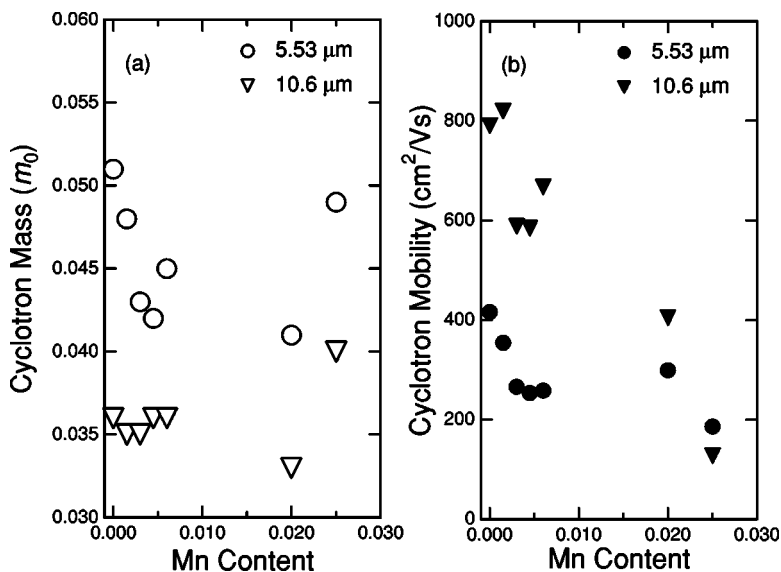 0.060
0.055
0.050
0.045
0.040
0.035
0.030
Cyclotron Mass (m0)
(a)
5.53 μm
10.6 μm
0.000 0.010 0.020 0.030
Mn Content
1000
800
600
400
200
0
Cyclotron Mobility (cm²/Vs)
(b)
5.53 μm
10.6 μm
0.000 0.010 0.020 0.030
Mn Content